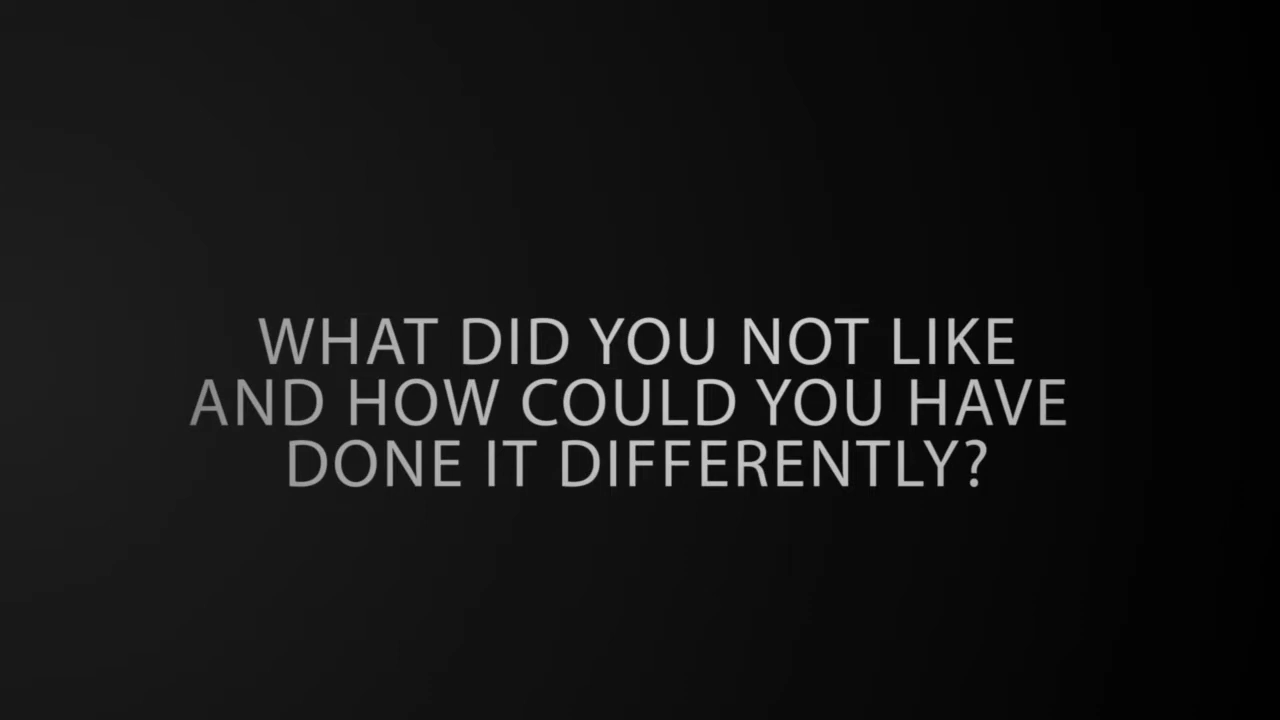 WHAT DID YOU NOT LIKE
AND HOW COULD YOU HAVE
DONE IT DIFFERENTLY?